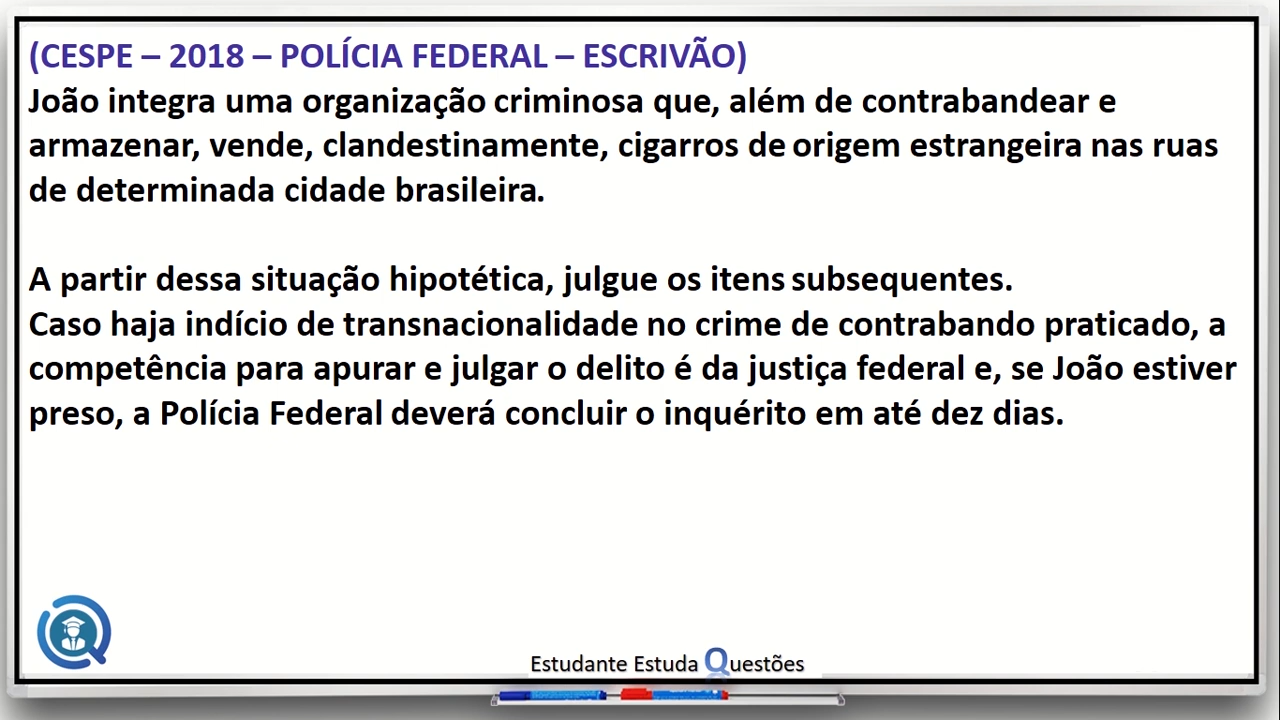 (CESPE – 2018 – POLÍCIA FEDERAL – ESCRIVÃO)
João integra uma organização criminosa que, além de contrabandear e
armazenar, vende, clandestinamente, cigarros de origem estrangeira nas ruas
de determinada cidade brasileira.
A partir dessa situação hipotética, julgue os itens subsequentes.
Caso haja indício de transnacionalidade no crime de contrabando praticado, a
competência para apurar e julgar o delito é da justiça federal e, se João estiver
preso, a Polícia Federal deverá concluir o inquérito em até dez dias.
Estudante Estuda Questões